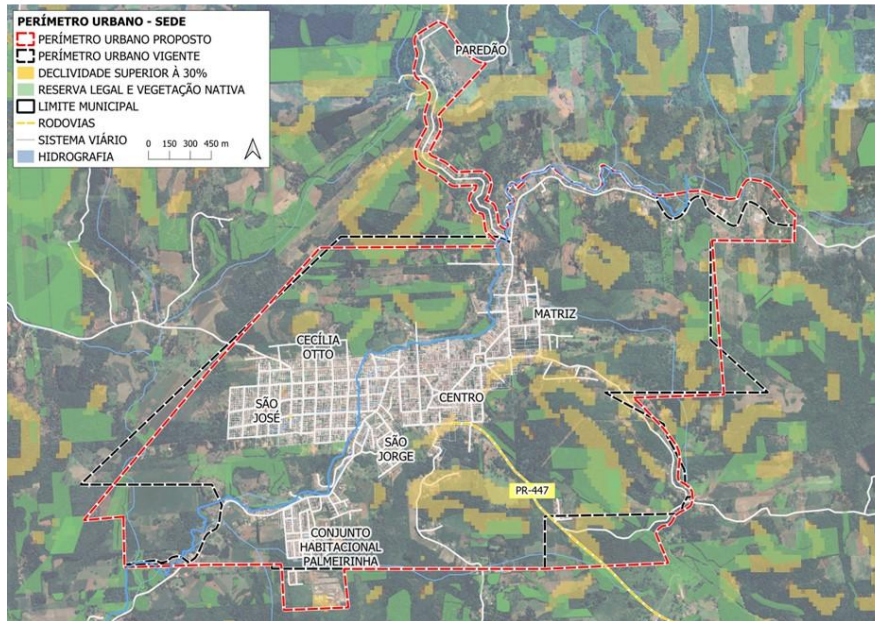 PERÍMETRO URBANO - SEDE
PERÍMETRO URBANO PROPOSTO
PERÍMETRO URBANO VIGENTE
DECLIVIDADE SUPERIOR À 30%
RESERVA LEGAL E VEGETAÇÃO NATIVA
LIMITE MUNICIPAL
RODOVIAS
SISTEMA VIÁRIO
HIDROGRAFIA
0 150 300 450 m
PAREDÃO
MATRIZ
CECÍLIA
OTTO
CENTRO
SÃO
JOSÉ
SÃO
JORGE
PR-447
CONJUNTO
HABITACIONAL
PALMEIRINHA